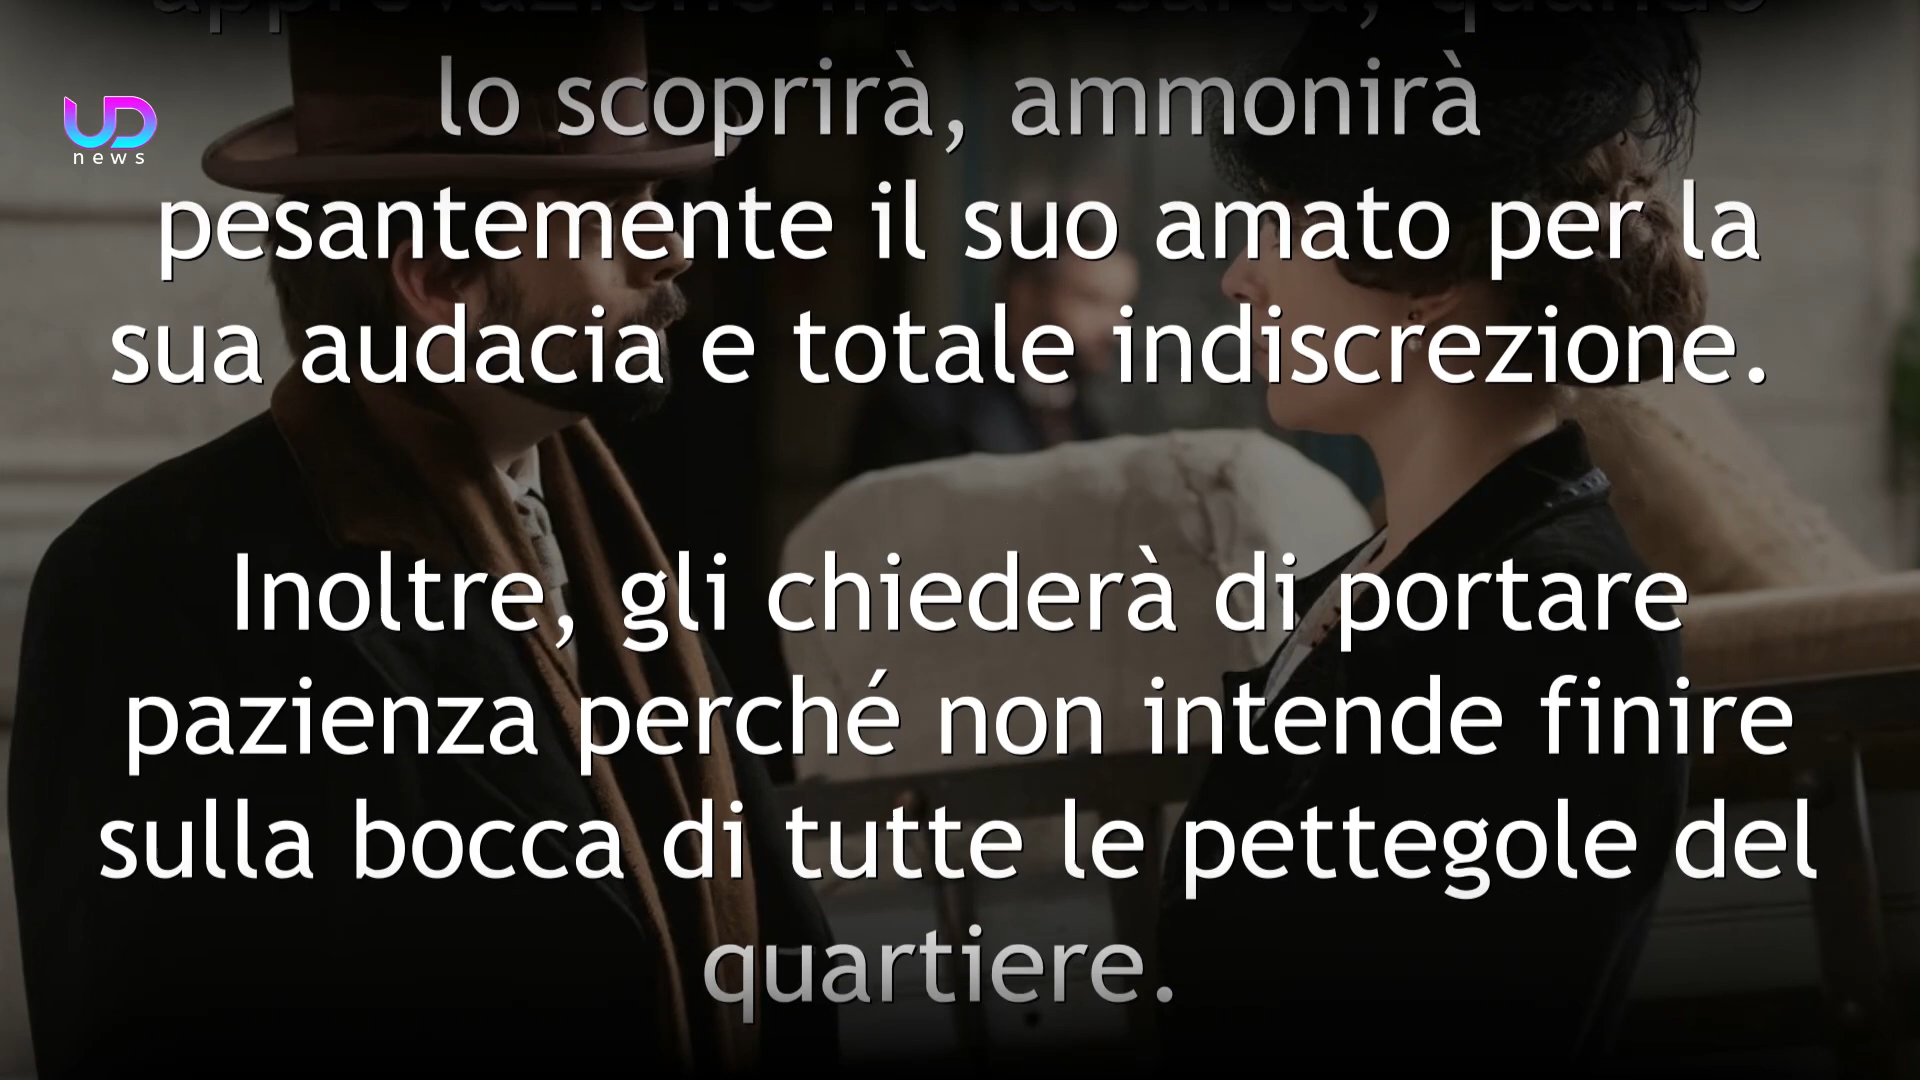 lo scoprirà, ammonirà
UD
news
pesantemente il suo amato per la
sua audacia e totale indiscrezione.
Inoltre, gli chiederà di portare
pazienza perché non intende finire
sulla bocca di tutte le pettegole del
quartiere.